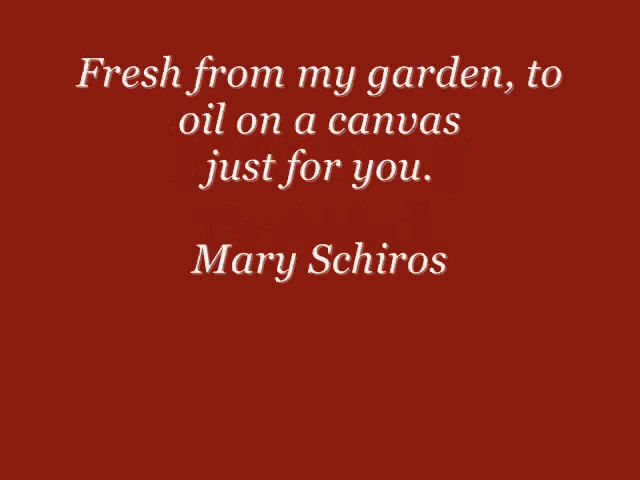 Fresh from my garden, to
oil on a canvas
just for you.
Mary Schiros